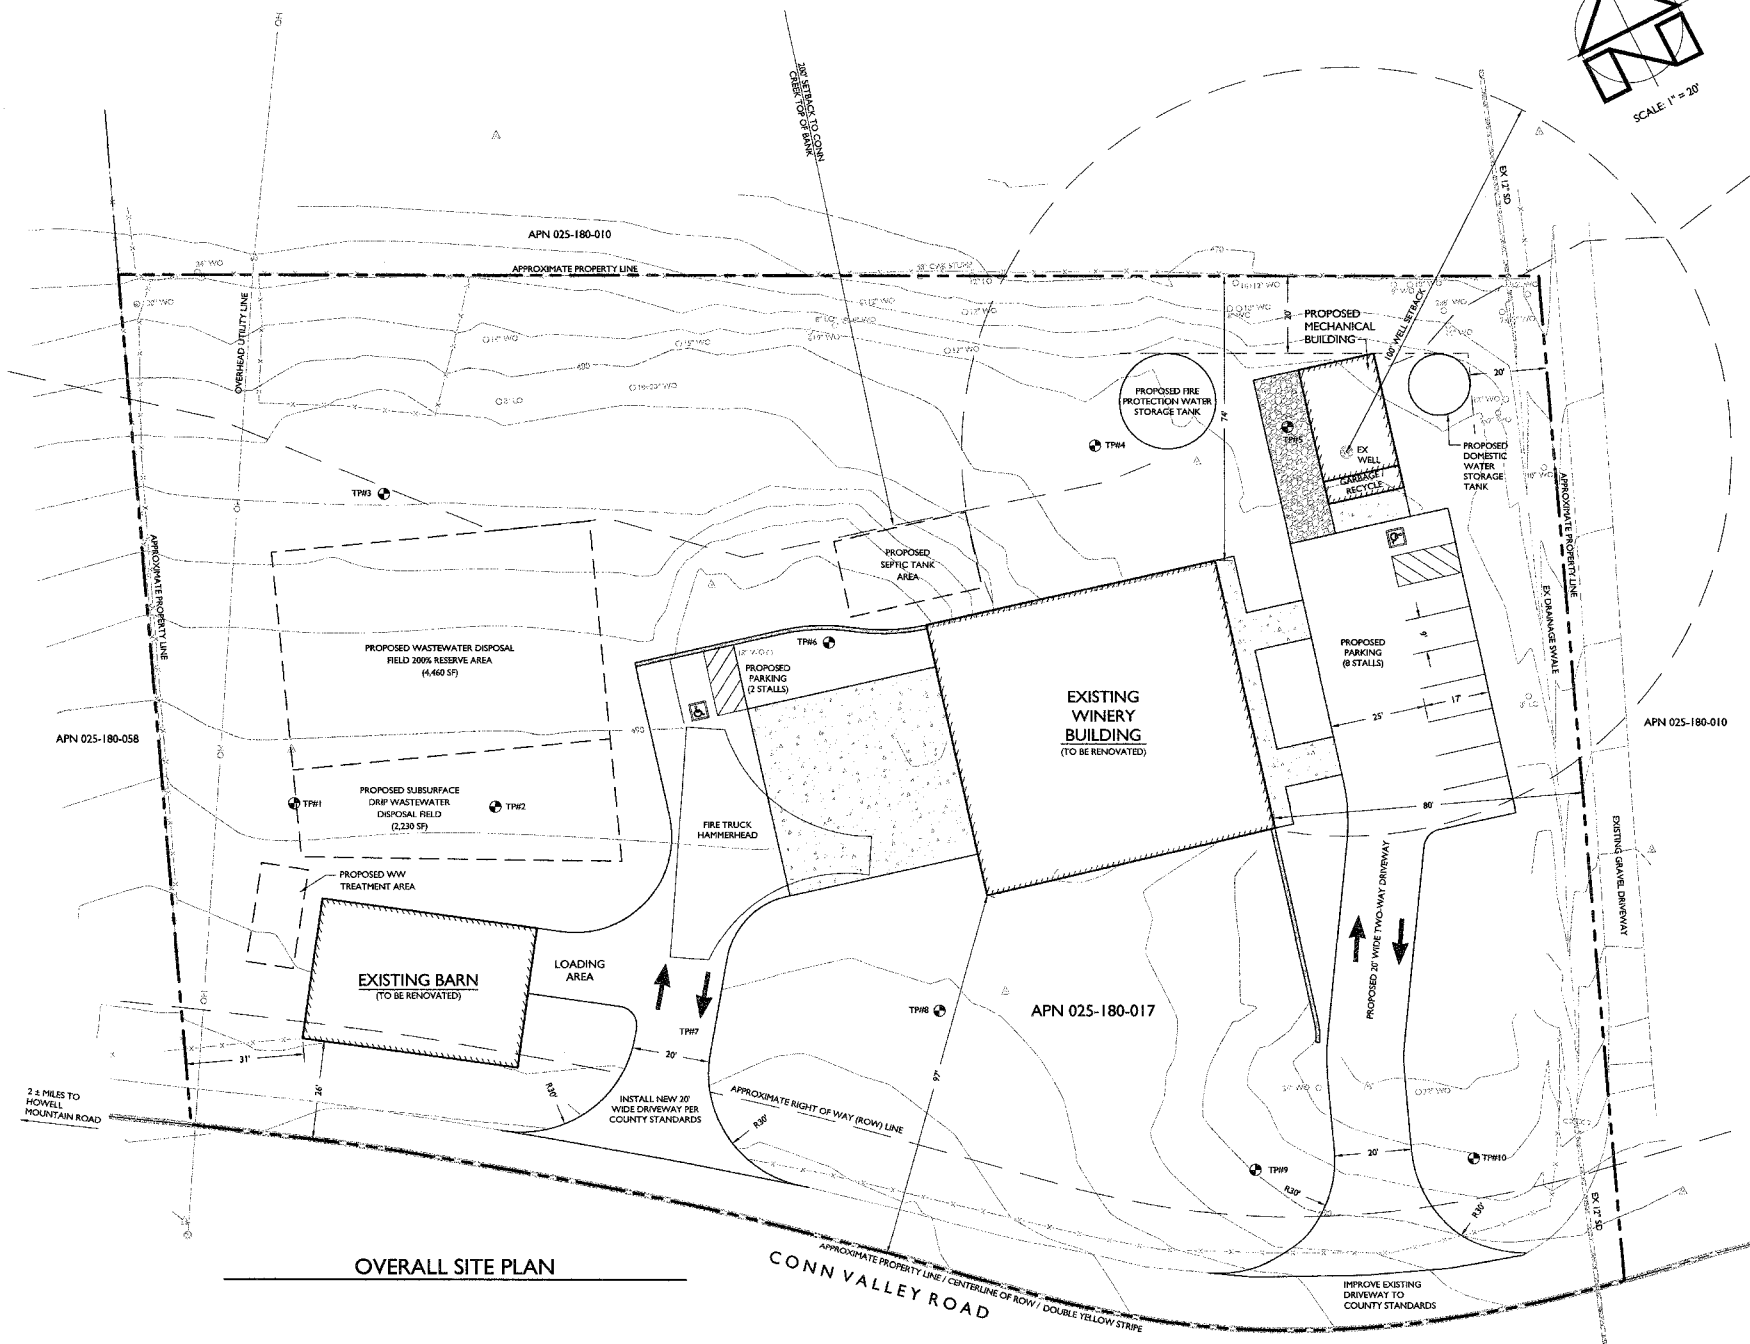 SCALE: 1" = 20'
200' SETBACK TO CONN
CREEK TOP OF BANK
EX 12" SD
APN 025-180-010
APPROXIMATE PROPERTY LINE
OVERHEAD UTILITY LINE
PROPOSED
MECHANICAL
BUILDING
100' WELL SETBACK
20'
20'
74'
PROPOSED FIRE
PROTECTION WATER
STORAGE TANK
TP#4
TP#5
EX
WELL
GARBAGE /
RECYCLE
PROPOSED
DOMESTIC
WATER
STORAGE
TANK
TP#3
APPROXIMATE PROPERTY LINE
APPROXIMATE PROPERTY LINE
PROPOSED
SEPTIC TANK
AREA
EX DRAINAGE SWALE
PROPOSED WASTEWATER DISPOSAL
FIELD 200% RESERVE AREA
(4,460 SF)
TP#6
PROPOSED
PARKING
(2 STALLS)
PROPOSED
PARKING
(8 STALLS)
9'
25'
17'
EXISTING
WINERY
BUILDING
(TO BE RENOVATED)
APN 025-180-058
APN 025-180-010
PROPOSED SUBSURFACE
DRIP WASTEWATER
DISPOSAL FIELD
(2,230 SF)
TP#1
TP#2
FIRE TRUCK
HAMMERHEAD
80'
PROPOSED WW
TREATMENT AREA
EXISTING GRAVEL DRIVEWAY
PROPOSED 20' WIDE TWO-WAY DRIVEWAY
EXISTING BARN
(TO BE RENOVATED)
LOADING
AREA
TP#7
TP#8
APN 025-180-017
31'
26'
20'
97'
R30'
R30'
2 ± MILES TO
HOWELL
MOUNTAIN ROAD
INSTALL NEW 20'
WIDE DRIVEWAY PER
COUNTY STANDARDS
APPROXIMATE RIGHT OF WAY (ROW) LINE
20'
TP#9
TP#10
R30'
R30'
EX 12" SD
OVERALL SITE PLAN
APPROXIMATE PROPERTY LINE / CENTERLINE OF ROW / DOUBLE YELLOW STRIPE
CONN VALLEY ROAD
IMPROVE EXISTING
DRIVEWAY TO
COUNTY STANDARDS